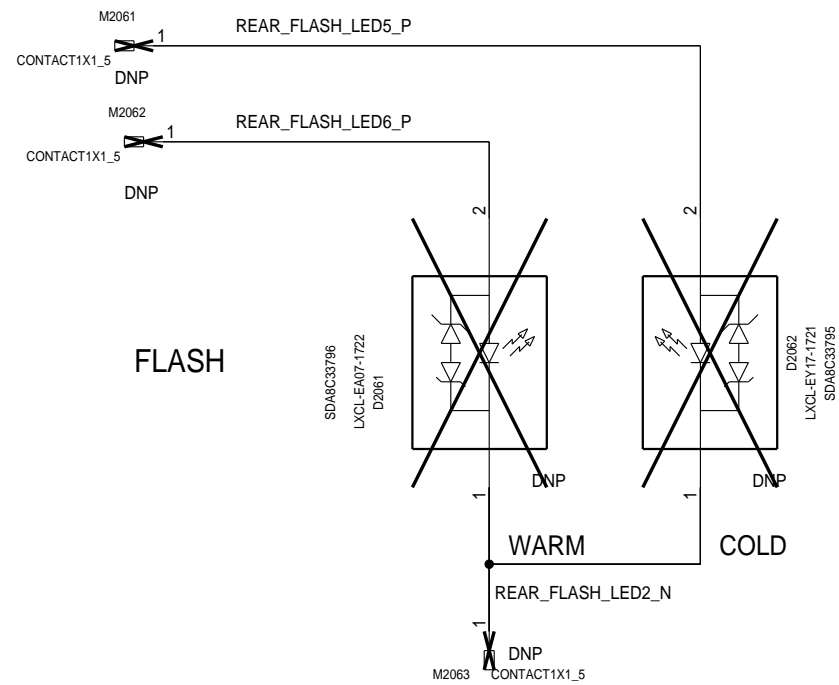 M2061
REAR_FLASH_LED5_P
1
CONTACT1X1_5
DNP
M2062
REAR_FLASH_LED6_P
1
CONTACT1X1_5
DNP
2
2
FLASH
SDA8C33796
LXCL-EA07-1722
D2061
D2062
LXCL-EY17-1721
SDA8C33795
DNP
DNP
1
1
WARM
COLD
REAR_FLASH_LED2_N
1
DNP
M2063
CONTACT1X1_5